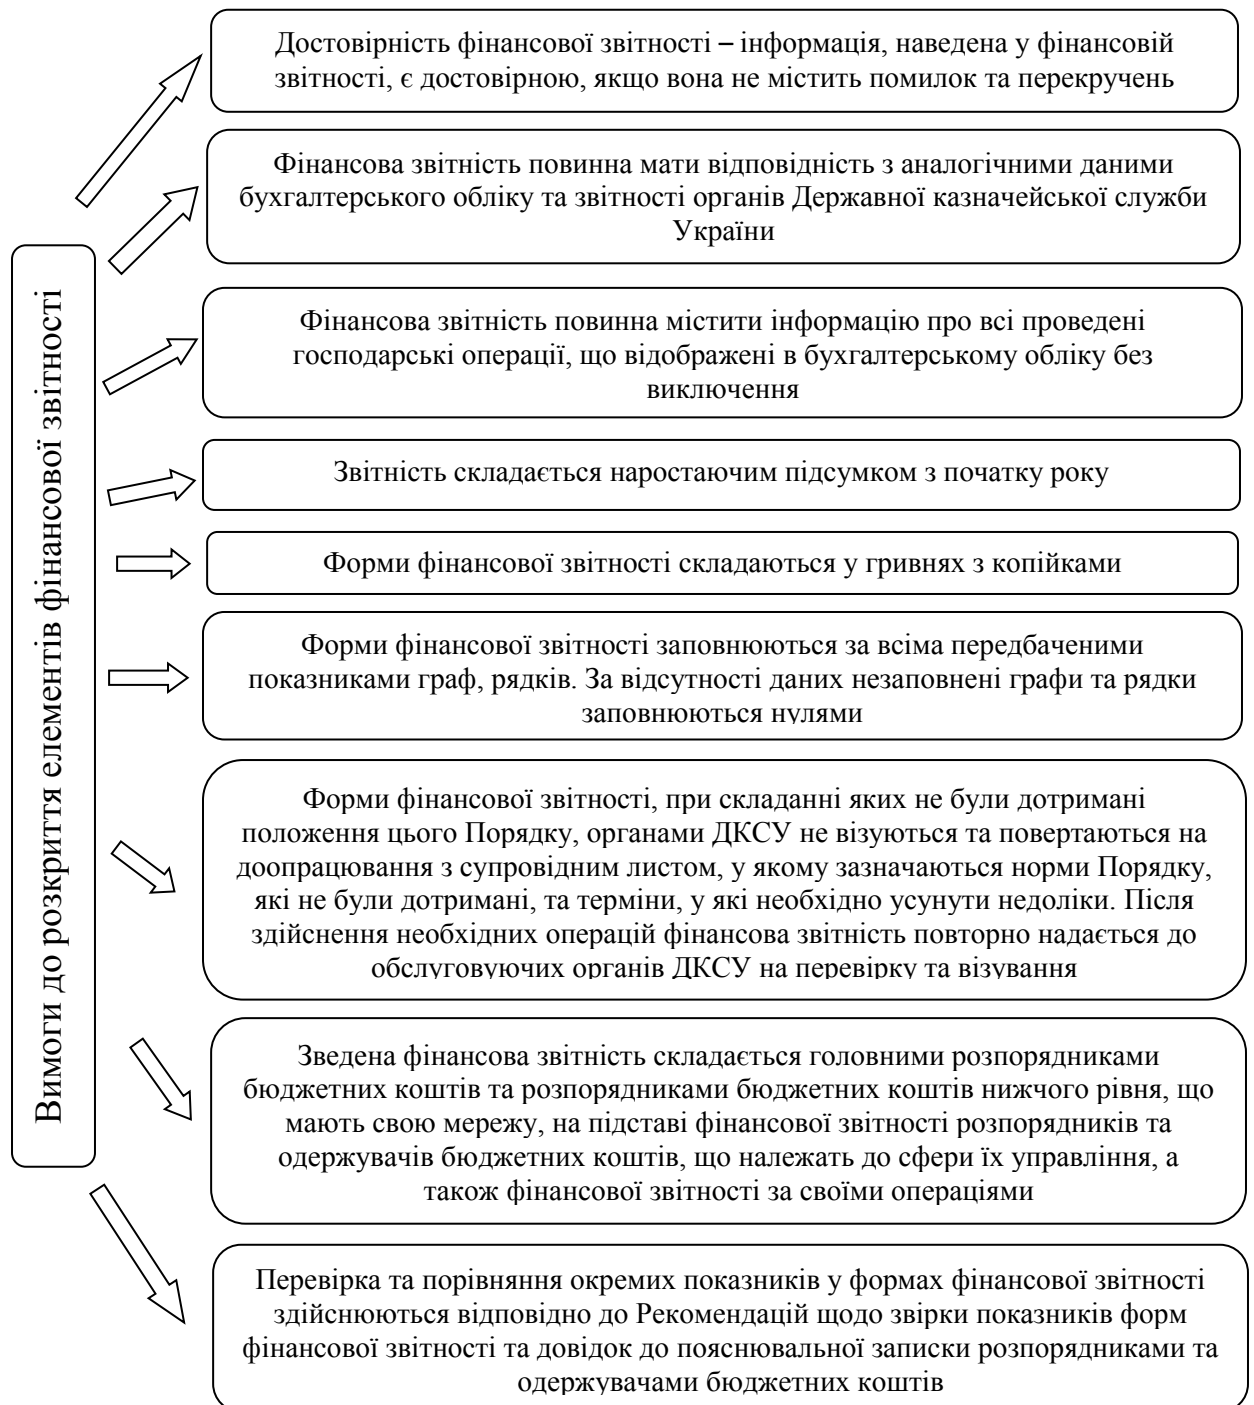 Вимоги до розкриття елементів фінансової звітності
Достовірність фінансової звітності – інформація, наведена у фінансовій
звітності, є достовірною, якщо вона не містить помилок та перекручень
Фінансова звітність повинна мати відповідність з аналогічними даними
бухгалтерського обліку та звітності органів Державної казначейської служби
України
Фінансова звітність повинна містити інформацію про всі проведені
господарські операції, що відображені в бухгалтерському обліку без
виключення
Звітність складається наростаючим підсумком з початку року
Форми фінансової звітності складаються у гривнях з копійками
Форми фінансової звітності заповнюються за всіма передбаченими
показниками граф, рядків. За відсутності даних незаповнені графи та рядки
заповнюються нулями
Форми фінансової звітності, при складанні яких не були дотримані
положення цього Порядку, органами ДКСУ не візуються та повертаються на
доопрацювання з супровідним листом, у якому зазначаються норми Порядку,
які не були дотримані, та терміни, у які необхідно усунути недоліки. Після
здійснення необхідних операцій фінансова звітність повторно надається до
обслуговуючих органів ДКСУ на перевірку та візування
Зведена фінансова звітність складається головними розпорядниками
бюджетних коштів та розпорядниками бюджетних коштів нижчого рівня, що
мають свою мережу, на підставі фінансової звітності розпорядників та
одержувачів бюджетних коштів, що належать до сфери їх управління, а
також фінансової звітності за своїми операціями
Перевірка та порівняння окремих показників у формах фінансової звітності
здійснюються відповідно до Рекомендацій щодо звірки показників форм
фінансової звітності та довідок до пояснювальної записки розпорядниками та
одержувачами бюджетних коштів